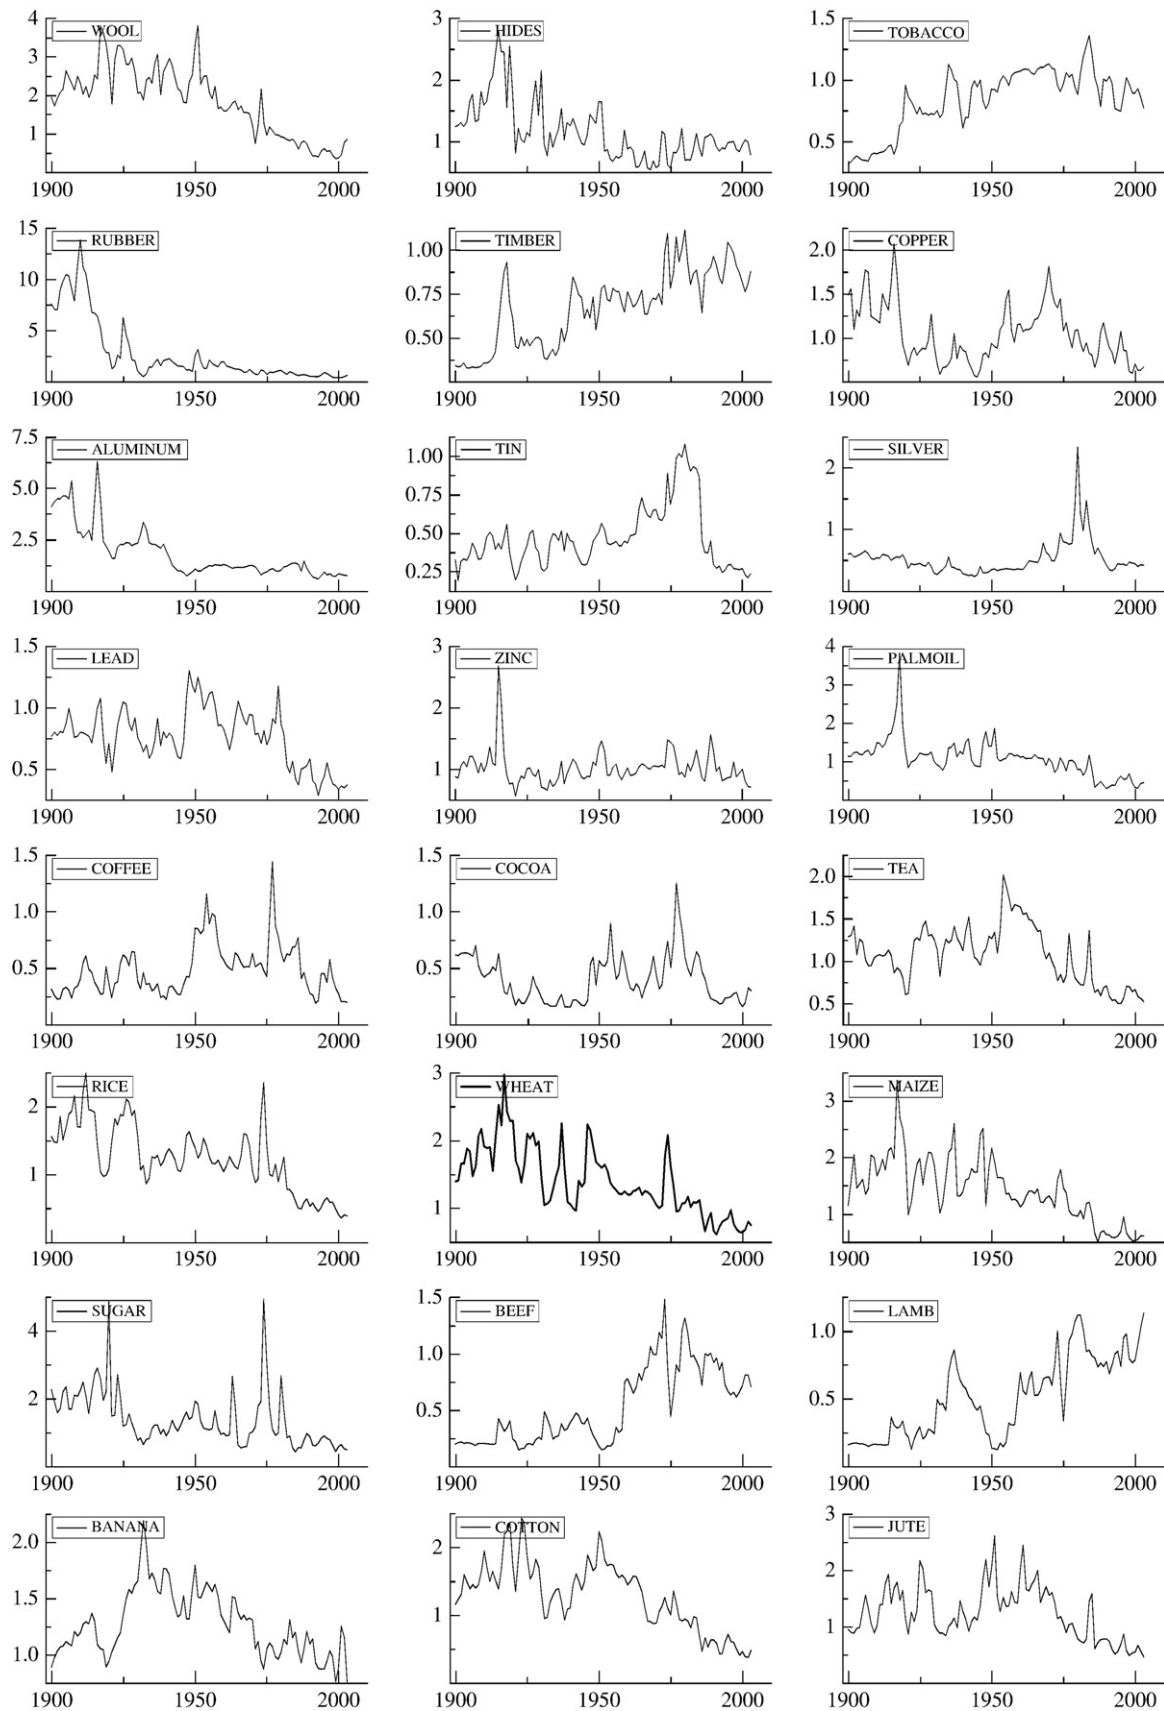 WOOL
4
3
2
1
1900 1950 2000
HIDES
3
2
1
1900 1950 2000
TOBACCO
1.5
1.0
0.5
1900 1950 2000
RUBBER
15
10
5
1900 1950 2000
TIMBER
1.00
0.75
0.50
1900 1950 2000
COPPER
2.0
1.5
1.0
1900 1950 2000
ALUMINUM
7.5
5.0
2.5
1900 1950 2000
TIN
1.00
0.75
0.50
0.25
1900 1950 2000
SILVER
2
1
1900 1950 2000
LEAD
1.5
1.0
0.5
1900 1950 2000
ZINC
3
2
1
1900 1950 2000
PALMOIL
4
3
2
1
1900 1950 2000
COFFEE
1.5
1.0
0.5
1900 1950 2000
COCOA
1.5
1.0
0.5
1900 1950 2000
TEA
2.0
1.5
1.0
0.5
1900 1950 2000
RICE
2
1
1900 1950 2000
WHEAT
3
2
1
1900 1950 2000
MAIZE
3
2
1
1900 1950 2000
SUGAR
4
2
1900 1950 2000
BEEF
1.5
1.0
0.5
1900 1950 2000
LAMB
1.0
0.5
1900 1950 2000
BANANA
2.0
1.5
1.0
1900 1950 2000
COTTON
2
1
1900 1950 2000
JUTE
3
2
1
1900 1950 2000